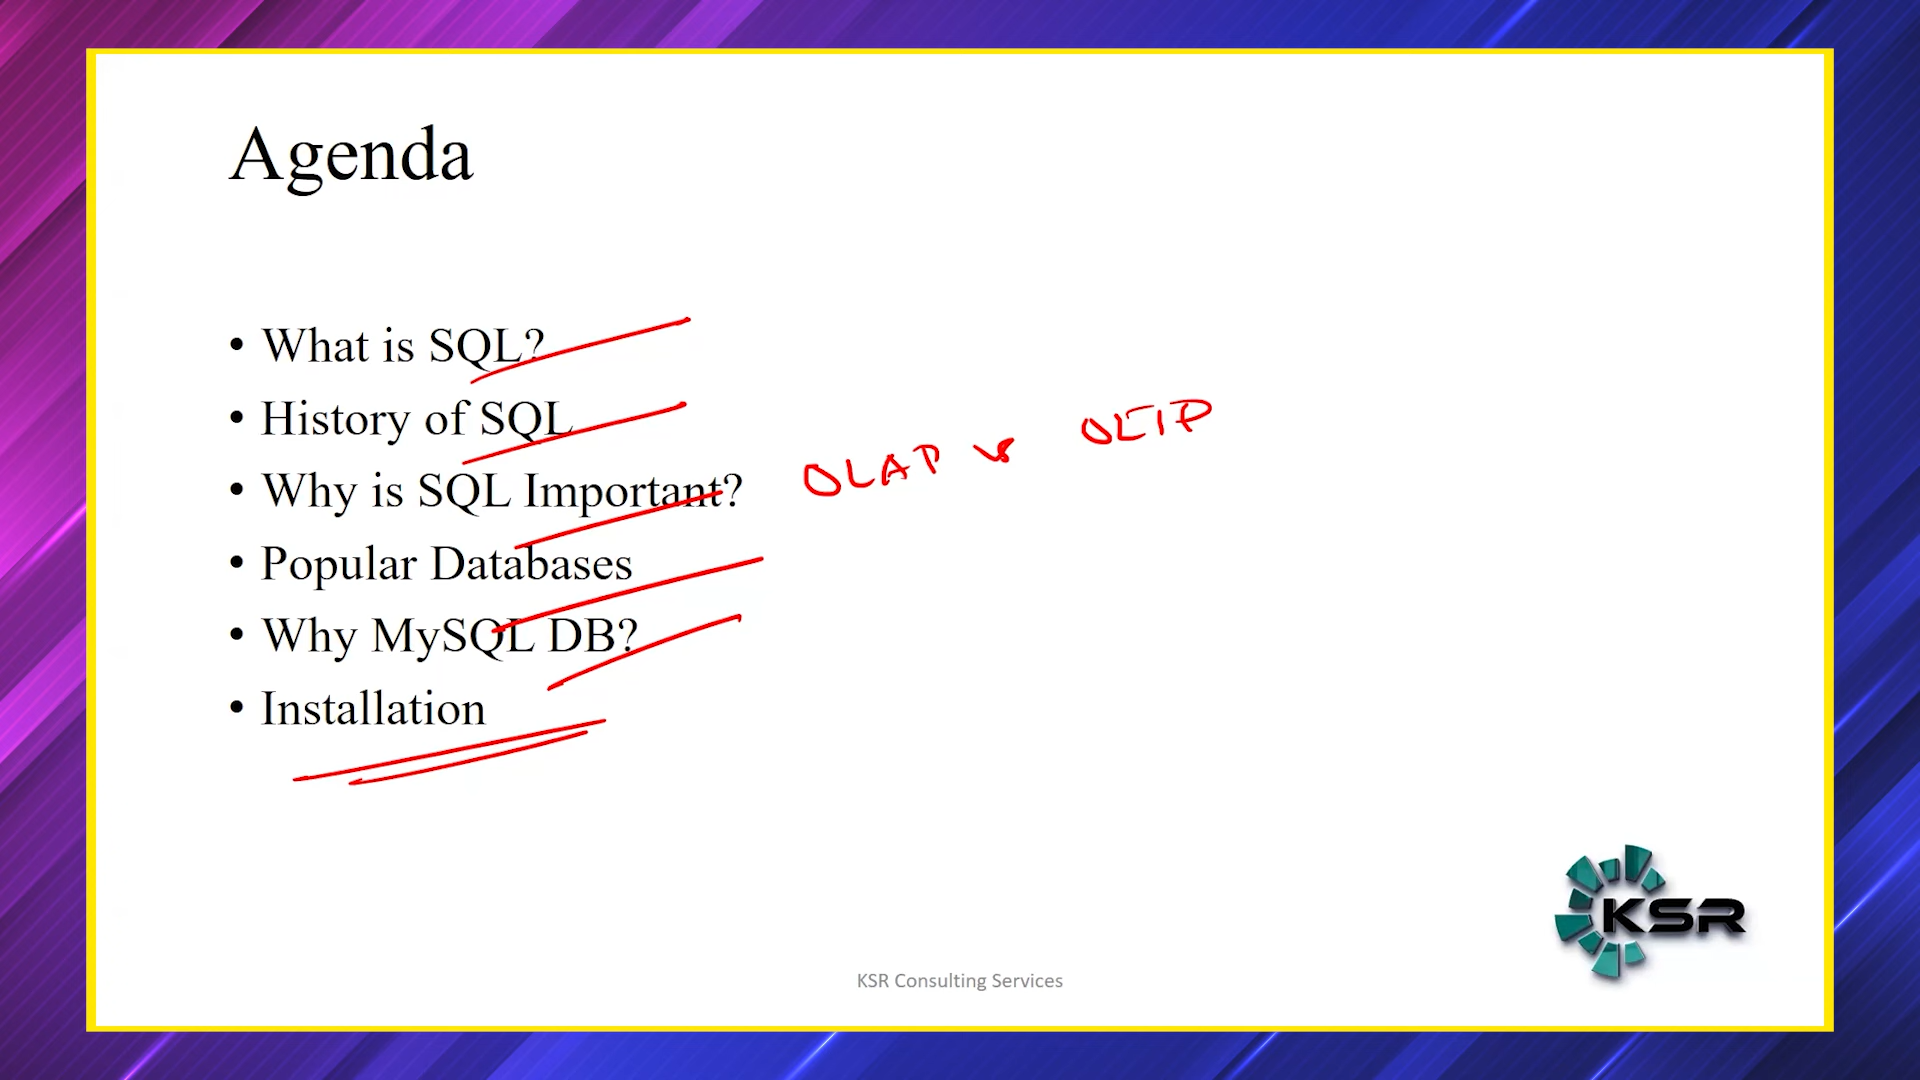 Agenda
• What is SQL?
• History of SQL
• Why is SQL Important?
OLAP vs OLTP
• Popular Databases
• Why MySQL DB?
• Installation
KSR
KSR Consulting Services